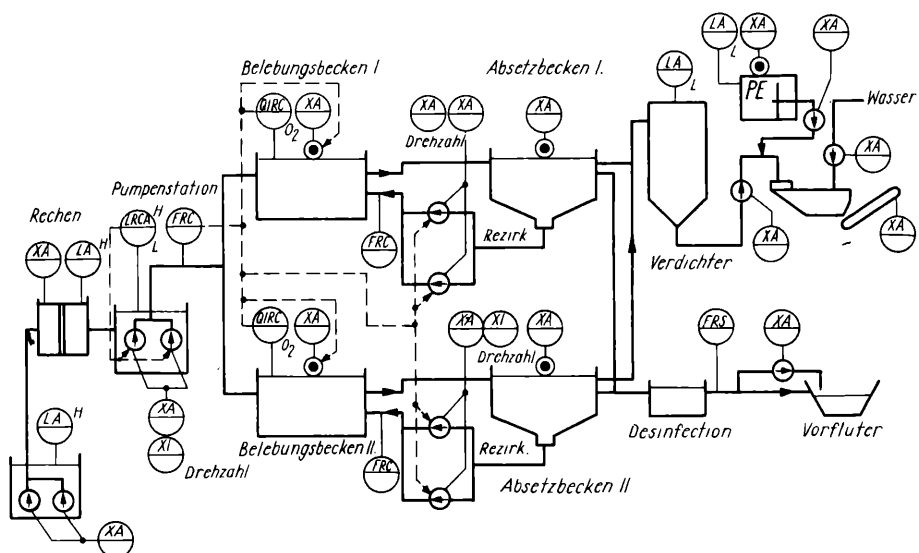 LA
L
XA
XA
PE
Wasser
XA
XA
XA
LA
L
Verdichter
Belebungsbecken I
QIRC
O2
XA
XA
XA
Drehzahl
Absetzbecken I.
XA
FRC
Rezirk
Rechen
XA
LA
H
Pumpenstation
LRCA
H
L
FRC
XA
XI
Drehzahl
LA
H
XA
QIRC
O2
XA
Belebungsbecken II.
FRC
XA
XI
Drehzahl
XA
Rezirk.
Absetzbecken II
FRS
XA
Desinfection
Vorfluter